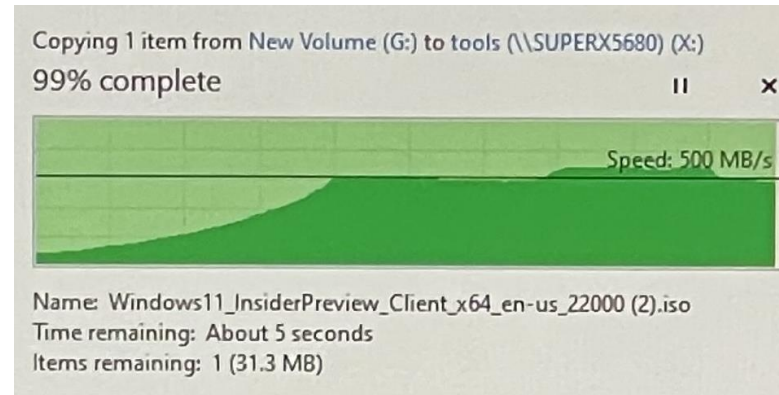 Copying 1 item from New Volume (G:) to tools (\\SUPERX5680) (X:)
99% complete
Speed: 500 MB/s
Name: Windows11_InsiderPreview_Client_x64_en-us_22000 (2).iso
Time remaining: About 5 seconds
Items remaining: 1 (31.3 MB)